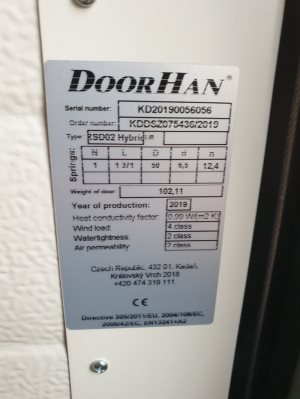 DOORHAN®
Serial number: KD20190056056
Order number: KDDSZ075436/2019
Type: RSD02 Hybrid Lift
Springs: N L D d n
1 1 371 50 5,5 12,4
Weight of door 102,11
Year of production: 2019
Heat conductivity factor: 0,99 W/(m2 K)
Wind load: 4 class
Watertightness: 2 class
Air permeability: 2 class
Czech Republic, 432 01, Kadaň,
Královský Vrch 2018
+420 474 319 111
CE
Directive 305/2011/EU, 2004/108/EC,
2006/42/EC, EN13241+A2